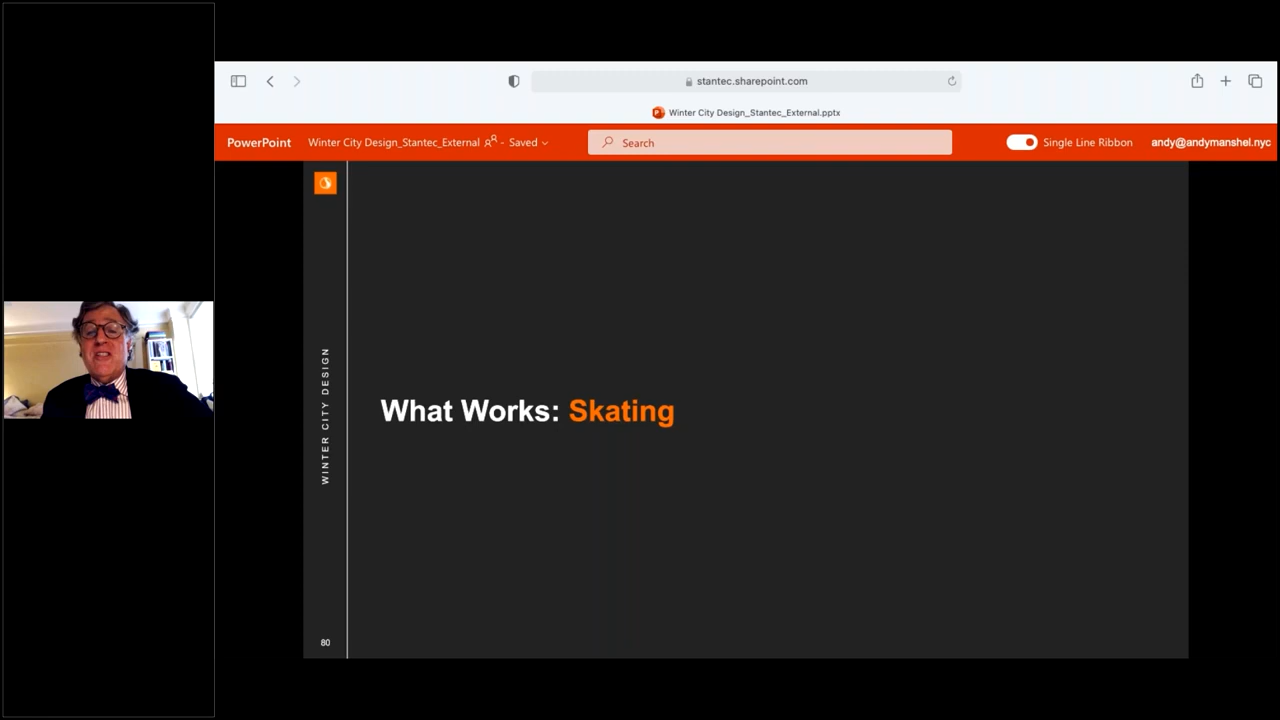 stantec.sharepoint.com
Winter City Design_Stantec_External.pptx
PowerPoint
Winter City Design_Stantec_External - Saved
Search
Single Line Ribbon
andy@andymanshel.nyc
WINTER CITY DESIGN
What Works: Skating
80